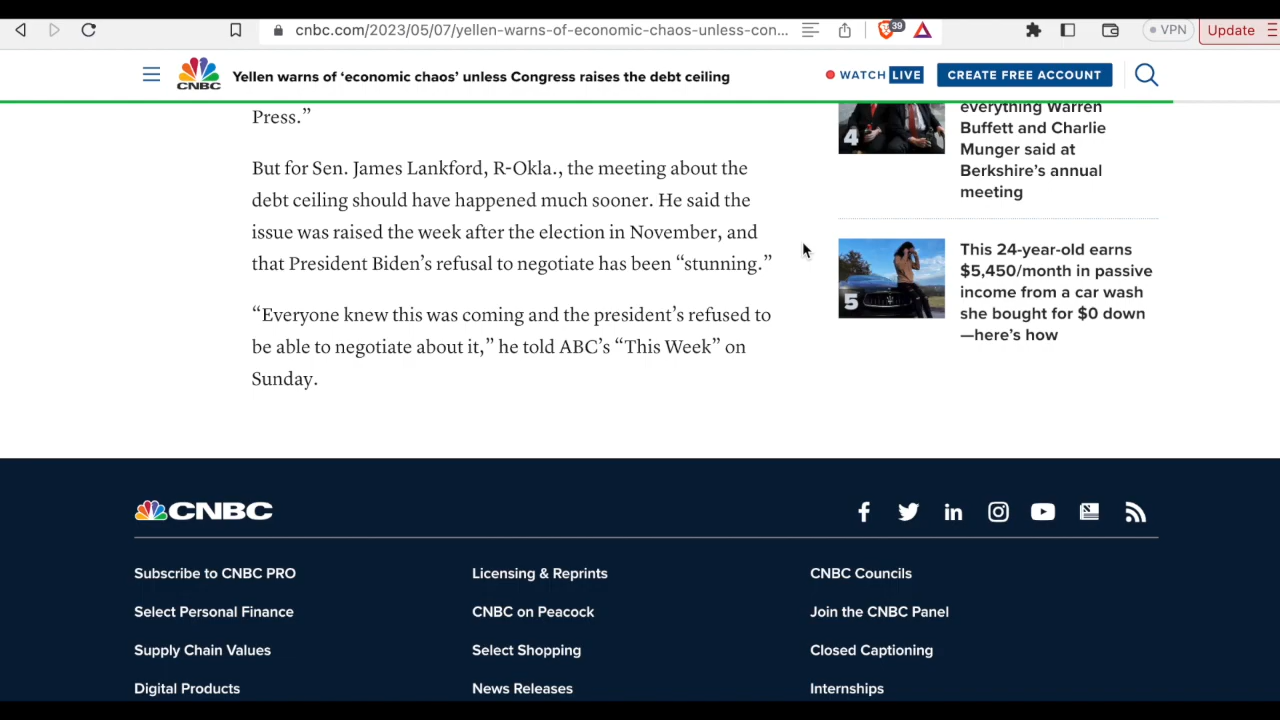 cnbc.com/2023/05/07/yellen-warns-of-economic-chaos-unless-con...
39
VPN
Update
CNBC
Yellen warns of ‘economic chaos’ unless Congress raises the debt ceiling
WATCH LIVE
CREATE FREE ACCOUNT
Press.”
But for Sen. James Lankford, R-Okla., the meeting about the
debt ceiling should have happened much sooner. He said the
issue was raised the week after the election in November, and
that President Biden’s refusal to negotiate has been “stunning.”
“Everyone knew this was coming and the president’s refused to
be able to negotiate about it,” he told ABC’s “This Week” on
Sunday.
4
everything Warren
Buffett and Charlie
Munger said at
Berkshire’s annual
meeting
5
This 24-year-old earns
$5,450/month in passive
income from a car wash
she bought for $0 down
—here’s how
CNBC
Subscribe to CNBC PRO
Licensing & Reprints
CNBC Councils
Select Personal Finance
CNBC on Peacock
Join the CNBC Panel
Supply Chain Values
Select Shopping
Closed Captioning
Digital Products
News Releases
Internships